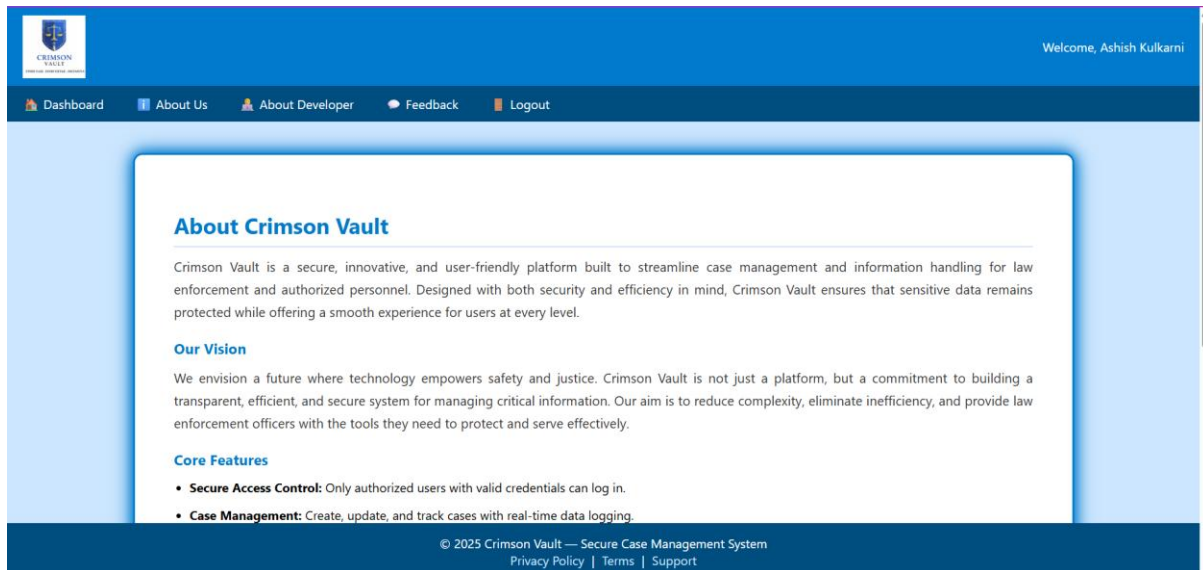 CRIMSON
VAULT
Welcome, Ashish Kulkarni
Dashboard
About Us
About Developer
Feedback
Logout
About Crimson Vault
Crimson Vault is a secure, innovative, and user-friendly platform built to streamline case management and information handling for law
enforcement and authorized personnel. Designed with both security and efficiency in mind, Crimson Vault ensures that sensitive data remains
protected while offering a smooth experience for users at every level.
Our Vision
We envision a future where technology empowers safety and justice. Crimson Vault is not just a platform, but a commitment to building a
transparent, efficient, and secure system for managing critical information. Our aim is to reduce complexity, eliminate inefficiency, and provide law
enforcement officers with the tools they need to protect and serve effectively.
Core Features
• Secure Access Control: Only authorized users with valid credentials can log in.
• Case Management: Create, update, and track cases with real-time data logging.
© 2025 Crimson Vault — Secure Case Management System
Privacy Policy | Terms | Support